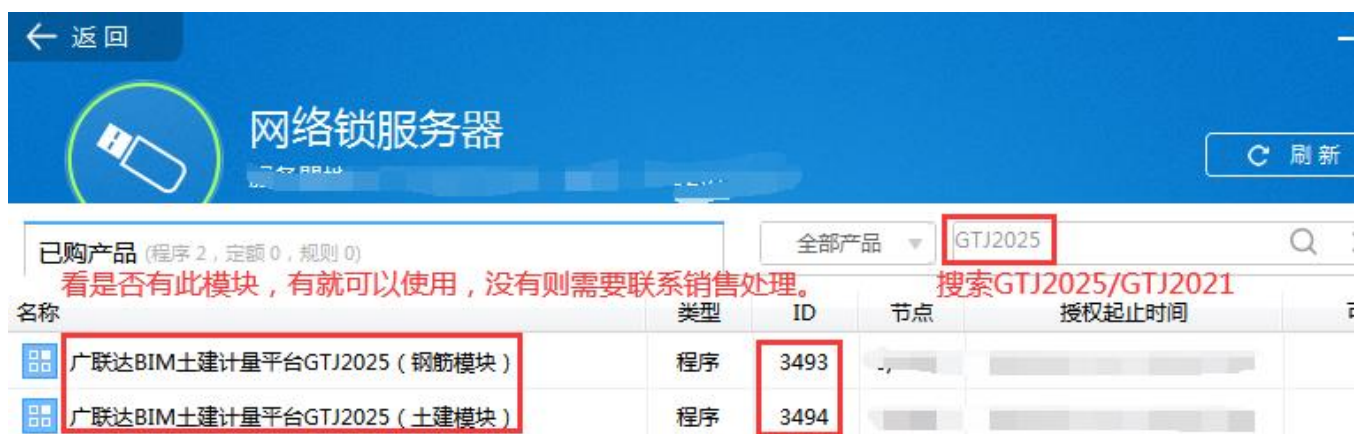 返回
网络锁服务器
刷新
已购产品 (程序 2，定额 0，规则 0)
全部产品
GTJ2025
看是否有此模块，有就可以使用，没有则需要联系销售处理。
搜索GTJ2025/GTJ2021
名称 类型 ID 节点 授权起止时间
广联达BIM土建计量平台GTJ2025（钢筋模块） 程序 3493
广联达BIM土建计量平台GTJ2025（土建模块） 程序 3494